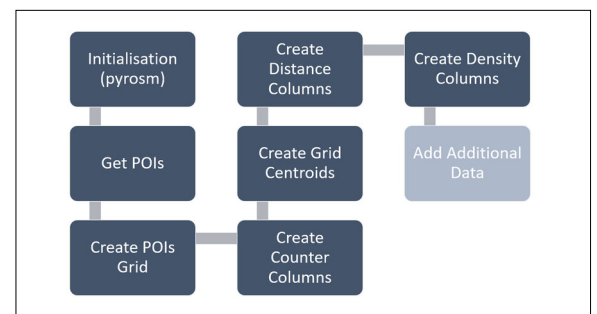 Initialisation
(pyrosm)
Get POIs
Create POIs
Grid
Create
Counter
Columns
Create Grid
Centroids
Create
Distance
Columns
Create Density
Columns
Add Additional
Data